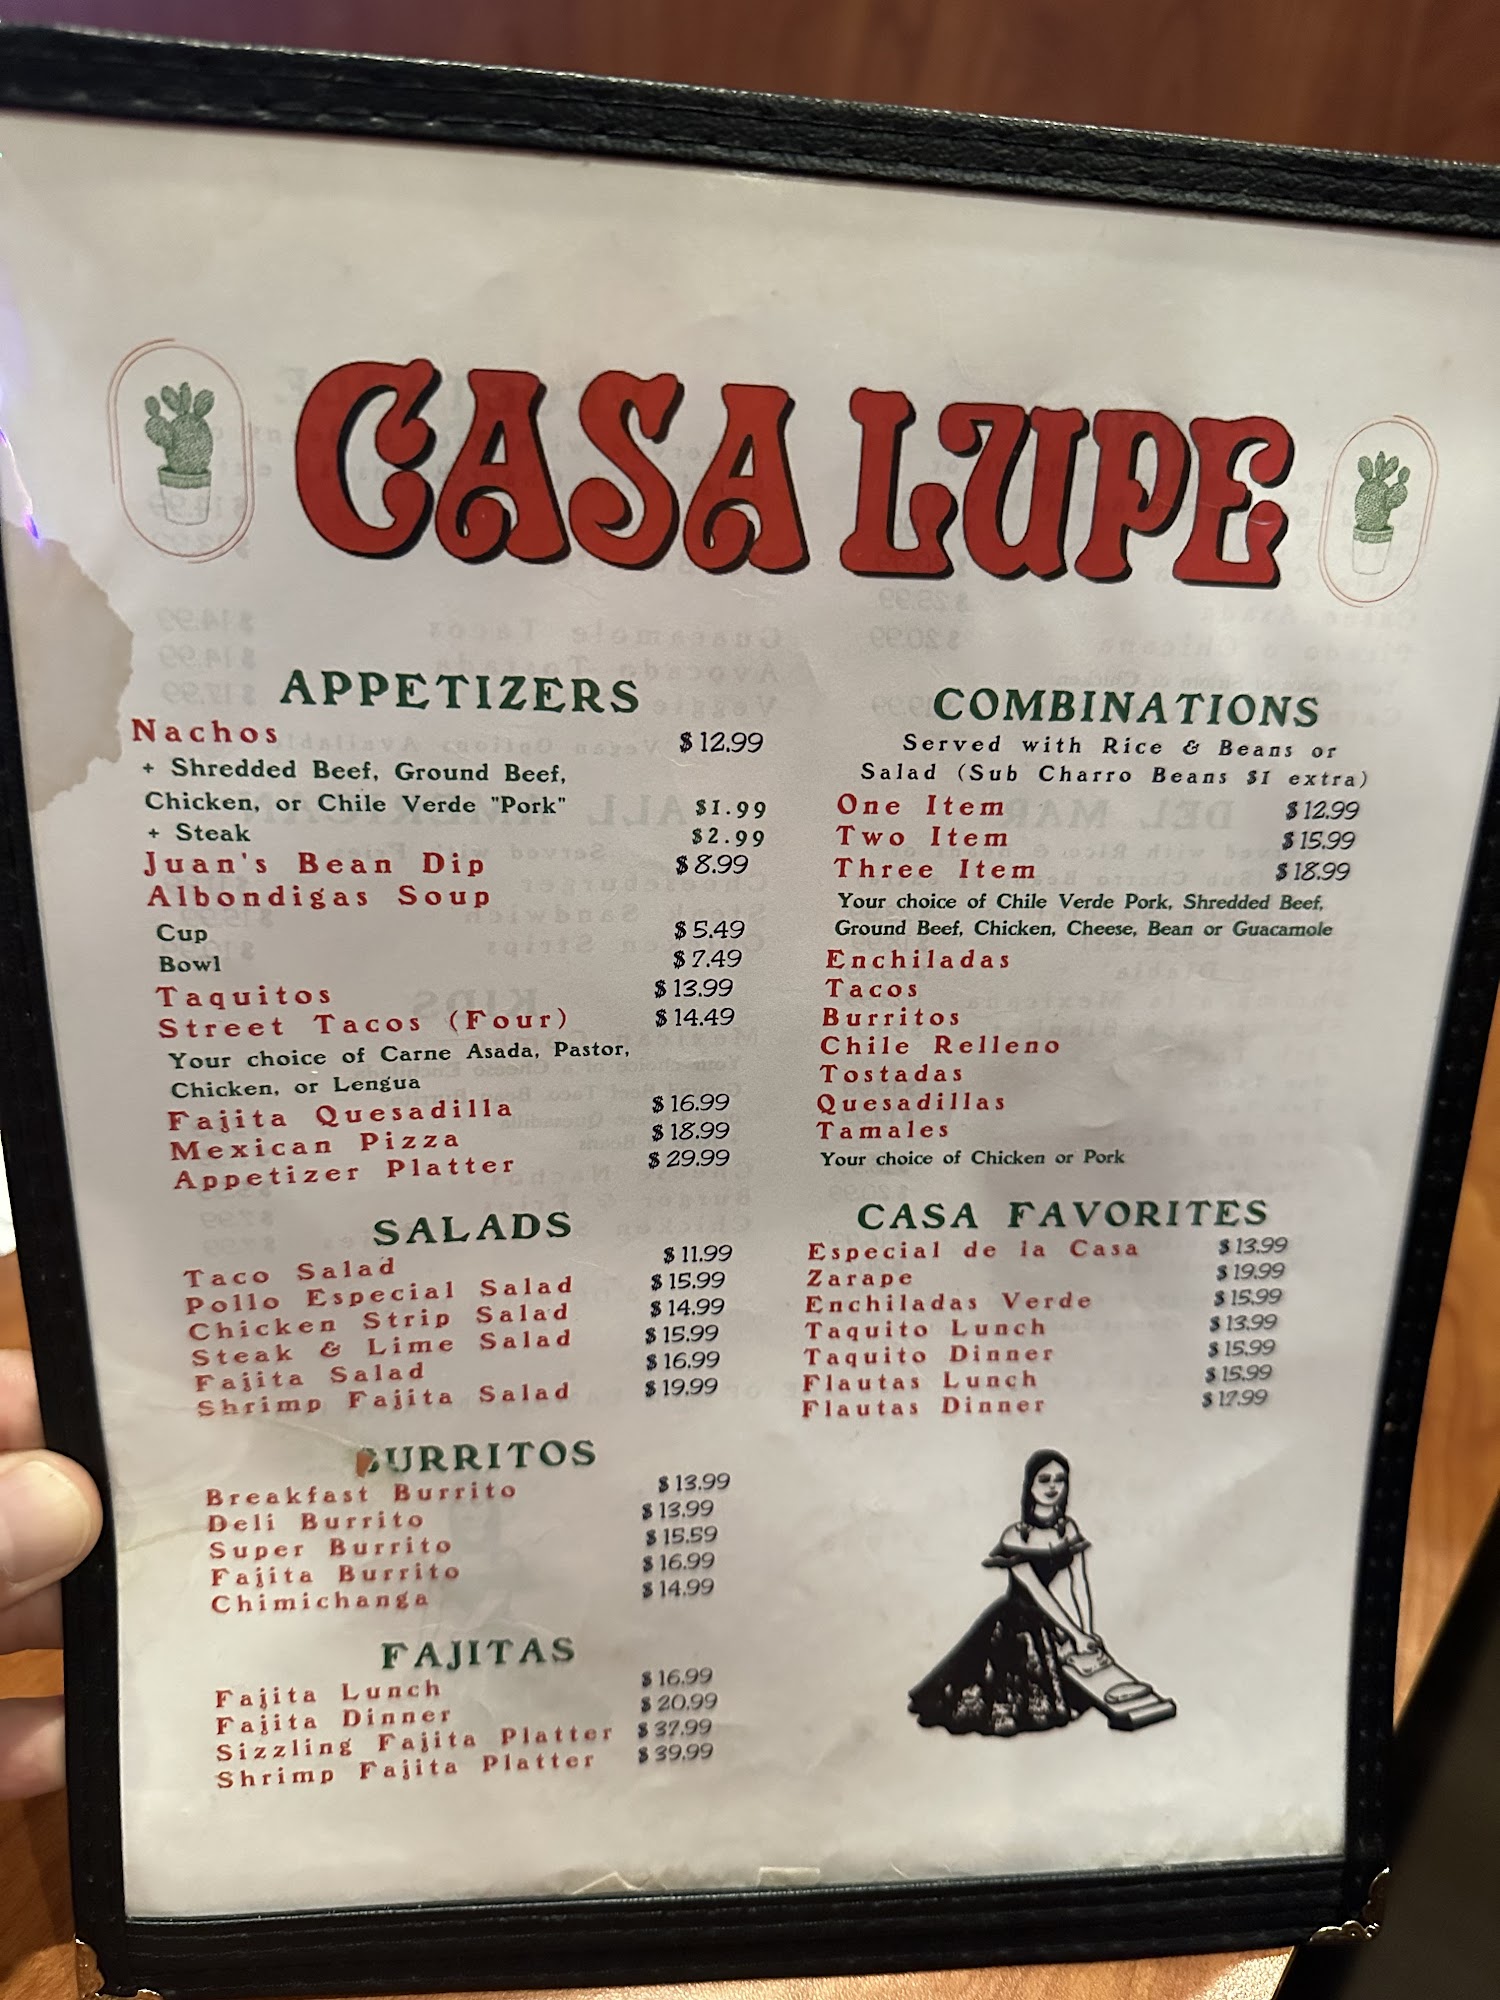 CASA LUPE
APPETIZERS
Nachos $12.99
+ Shredded Beef, Ground Beef,
Chicken, or Chile Verde "Pork" $1.99
+ Steak $2.99
Juan's Bean Dip $8.99
Albondigas Soup
Cup $5.49
Bowl $7.49
Taquitos $13.99
Street Tacos (Four) $14.49
Your choice of Carne Asada, Pastor,
Chicken, or Lengua
Fajita Quesadilla $16.99
Mexican Pizza $18.99
Appetizer Platter $29.99
SALADS
Taco Salad $11.99
Pollo Especial Salad $15.99
Chicken Strip Salad $14.99
Steak & Lime Salad $15.99
Fajita Salad $16.99
Shrimp Fajita Salad $19.99
BURRITOS
Breakfast Burrito $13.99
Deli Burrito $13.99
Super Burrito $15.59
Fajita Burrito $16.99
Chimichanga $14.99
FAJITAS
Fajita Lunch $16.99
Fajita Dinner $20.99
Sizzling Fajita Platter $37.99
Shrimp Fajita Platter $39.99
COMBINATIONS
Served with Rice & Beans or
Salad (Sub Charro Beans $1 extra)
One Item $12.99
Two Item $15.99
Three Item $18.99
Your choice of Chile Verde Pork, Shredded Beef,
Ground Beef, Chicken, Cheese, Bean or Guacamole
Enchiladas
Tacos
Burritos
Chile Relleno
Tostadas
Quesadillas
Tamales
Your choice of Chicken or Pork
CASA FAVORITES
Especial de la Casa $13.99
Zarape $19.99
Enchiladas Verde $15.99
Taquito Lunch $13.99
Taquito Dinner $15.99
Flautas Lunch $15.99
Flautas Dinner $17.99